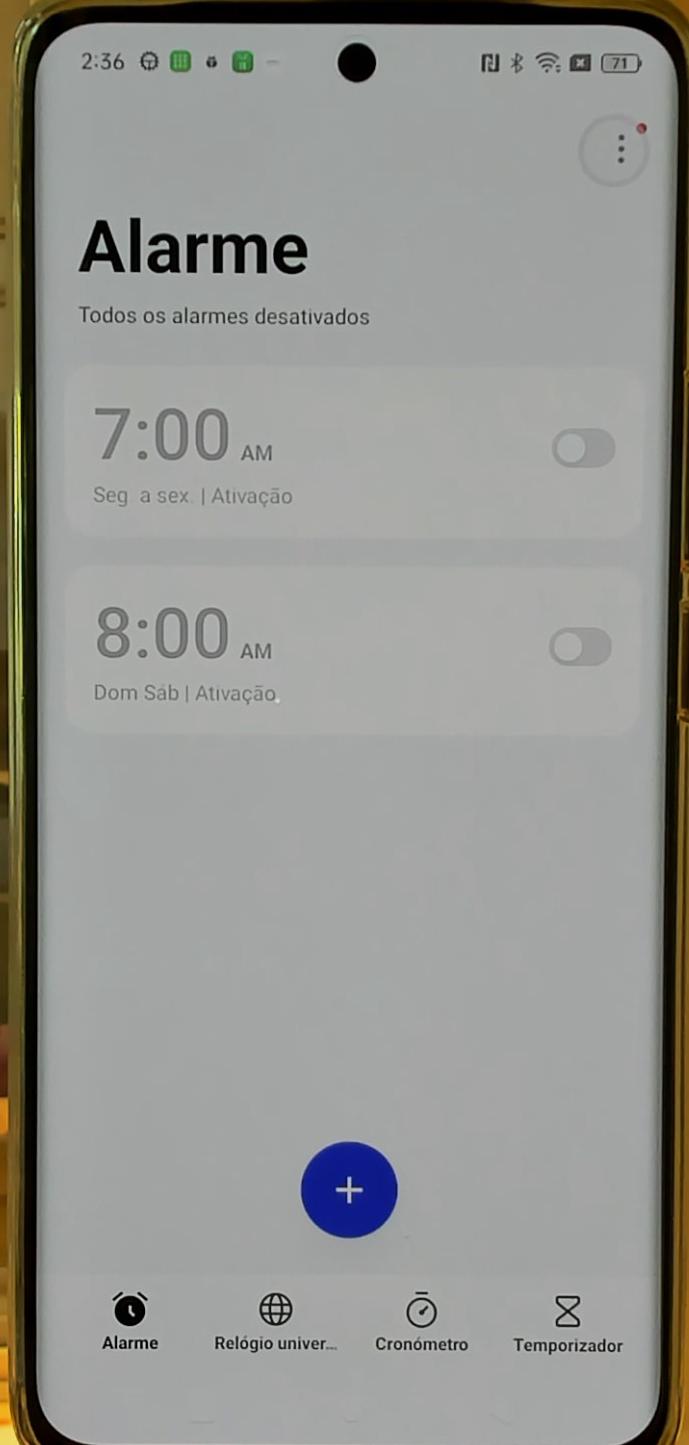 2:36
71
Alarme
Todos os alarmes desativados
7:00 AM
Seg. a sex. | Ativação
8:00 AM
Dom Sáb | Ativação
Alarme
Relógio univer...
Cronómetro
Temporizador